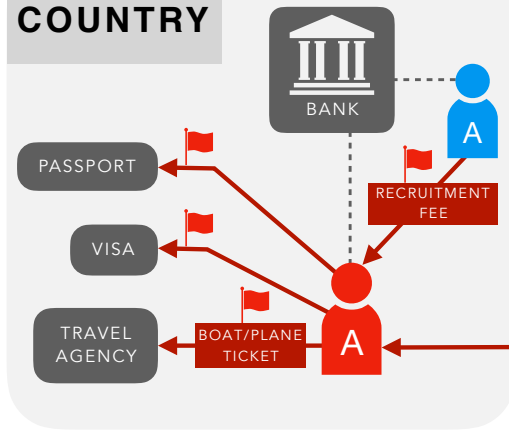 COUNTRY
BANK
A
PASSPORT
RECRUITMENT
FEE
VISA
TRAVEL
AGENCY
BOAT/PLANE
TICKET
A